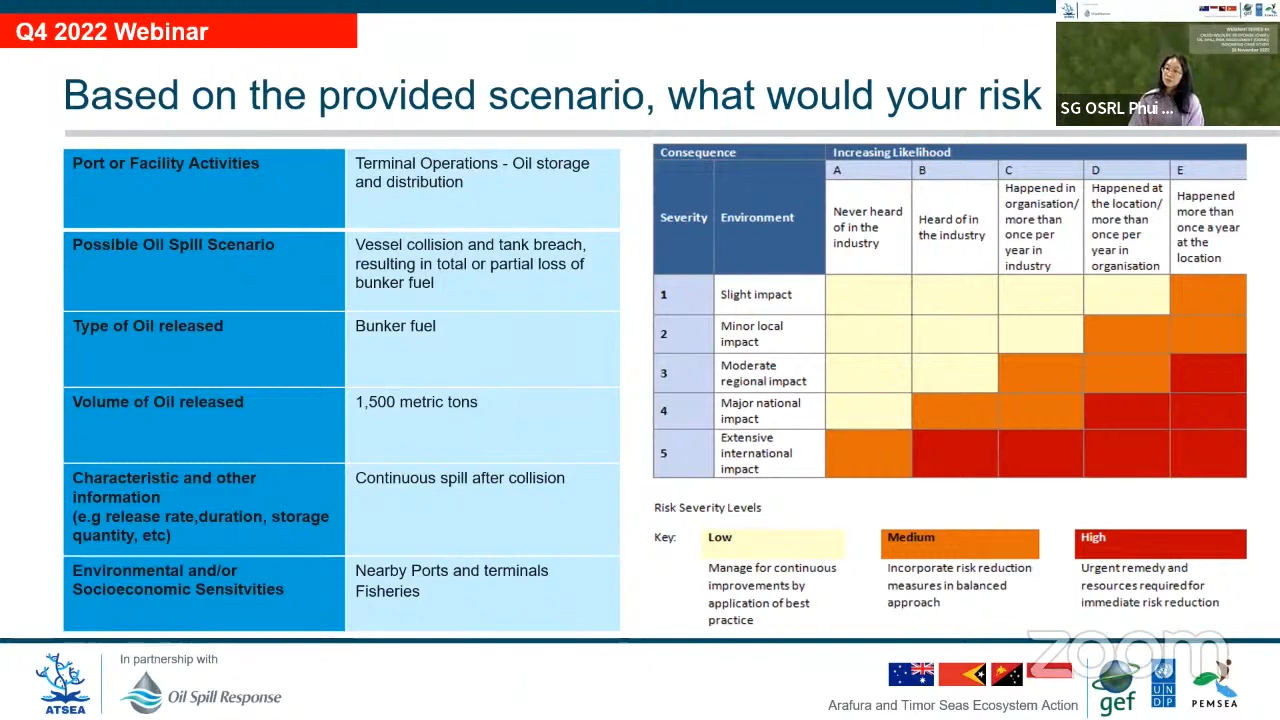 Q4 2022 Webinar
Based on the provided scenario, what would your risk
SG OSRL Phui ...
Port or Facility Activities
Terminal Operations - Oil storage
and distribution
Possible Oil Spill Scenario
Vessel collision and tank breach,
resulting in total or partial loss of
bunker fuel
Type of Oil released
Bunker fuel
Volume of Oil released
1,500 metric tons
Characteristic and other
information
(e.g release rate,duration, storage
quantity, etc)
Continuous spill after collision
Environmental and/or
Socioeconomic Sensitvities
Nearby Ports and terminals
Fisheries
Consequence
Increasing Likelihood
Severity
Environment
A
B
C
D
E
Never heard
of in the
industry
Heard of in
the industry
Happened in
organisation/
more than
once per
year in
industry
Happened at
the location/
more than
once per
year in
organisation
Happened
more than
once a year
at the
location
1
Slight impact
2
Minor local
impact
3
Moderate
regional impact
4
Major national
impact
5
Extensive
international
impact
Risk Severity Levels
Key:
Low
Manage for continuous
improvements by
application of best
practice
Medium
Incorporate risk reduction
measures in balanced
approach
High
Urgent remedy and
resources required for
immediate risk reduction
zoom
ATSEA
In partnership with
Oil Spill Response
Arafura and Timor Seas Ecosystem Action
gef
U N
D P
PEMSEA